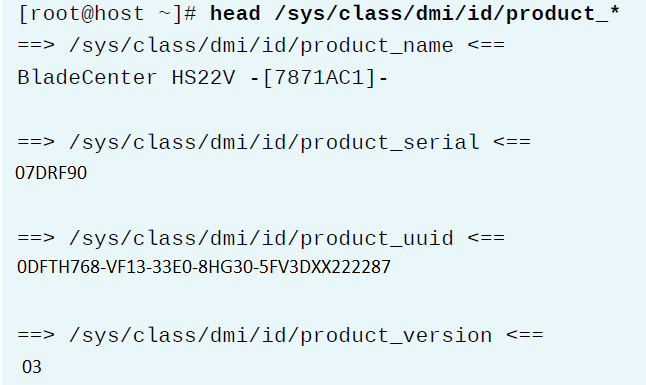 [root@host ~]# head /sys/class/dmi/id/product_*
==> /sys/class/dmi/id/product_name <==
BladeCenter HS22V -[7871AC1]-
==> /sys/class/dmi/id/product_serial <==
07DRF90
==> /sys/class/dmi/id/product_uuid <==
0DFTH768-VF13-33E0-8HG30-5FV3DXX222287
==> /sys/class/dmi/id/product_version <==
03